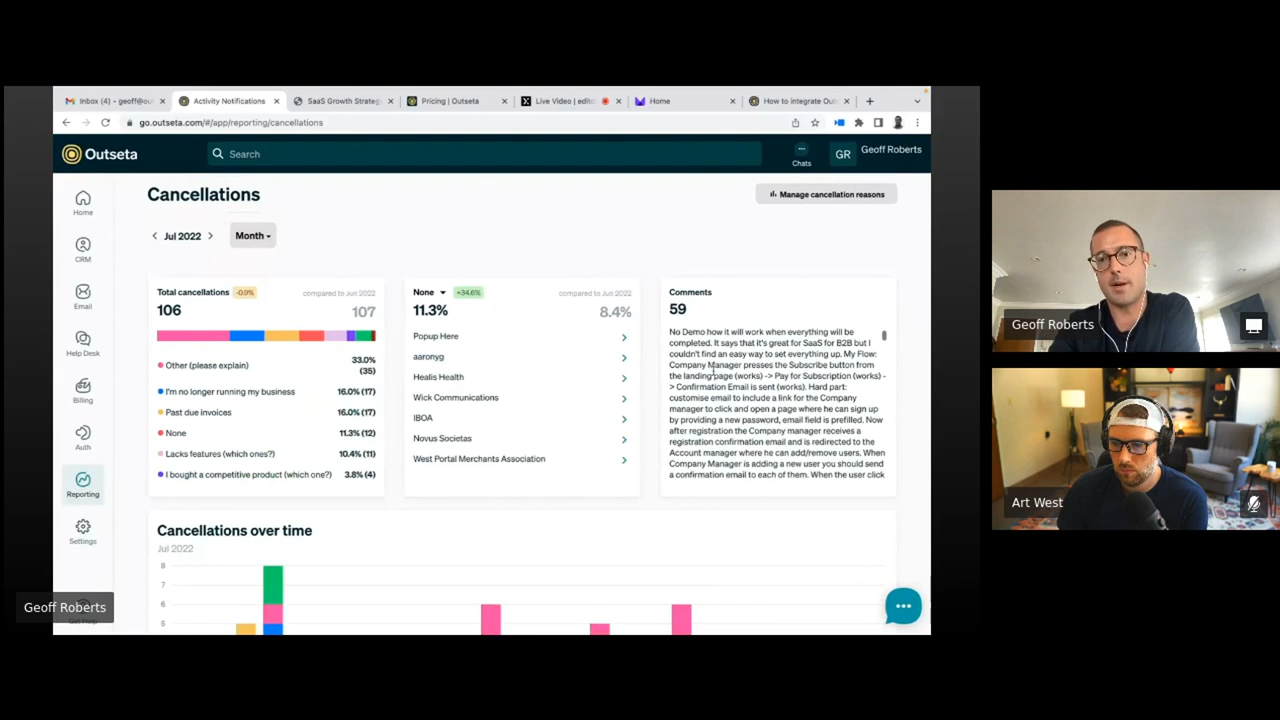 Inbox (4) – geoff@out
Activity Notifications
SaaS Growth Strateg
Pricing | Outseta
Live Video | edito
Home
How to integrate Out
go.outseta.com/#/app/reporting/cancellations
Outseta
Search
Chats
GR
Geoff Roberts
Home
CRM
Email
Help Desk
Billing
Auth
Reporting
Settings
Cancellations
Manage cancellation reasons
Jul 2022
Month
Total cancellations -0.9% compared to Jun 2022
106 107
Other (please explain) 33.0% (35)
I'm no longer running my business 16.0% (17)
Past due invoices 16.0% (17)
None 11.3% (12)
Lacks features (which ones?) 10.4% (11)
I bought a competitive product (which one?) 3.8% (4)
None +34.6% compared to Jun 2022
11.3% 8.4%
Popup Here
aaronyg
Healis Health
Wick Communications
IBOA
Novus Societas
West Portal Merchants Association
Comments
59
No Demo how it will work when everything will be
completed. It says that it's great for SaaS for B2B but I
couldn't find an easy way to set everything up. My Flow:
Company Manager presses the Subscribe button from
the landing page (works) -> Pay for Subscription (works) -
> Confirmation Email is sent (works). Hard part:
customise email to include a link for the Company
manager to click and open a page where he can sign up
by providing a new password, email field is prefilled. Now
after registration the Company manager receives a
registration confirmation email and is redirected to the
Account manager where he can add/remove users. When
Company Manager is adding a new user you should send
a confirmation email to each of them. When the user click
Cancellations over time
Jul 2022
8
7
6
5
Geoff Roberts
Geoff Roberts
Art West